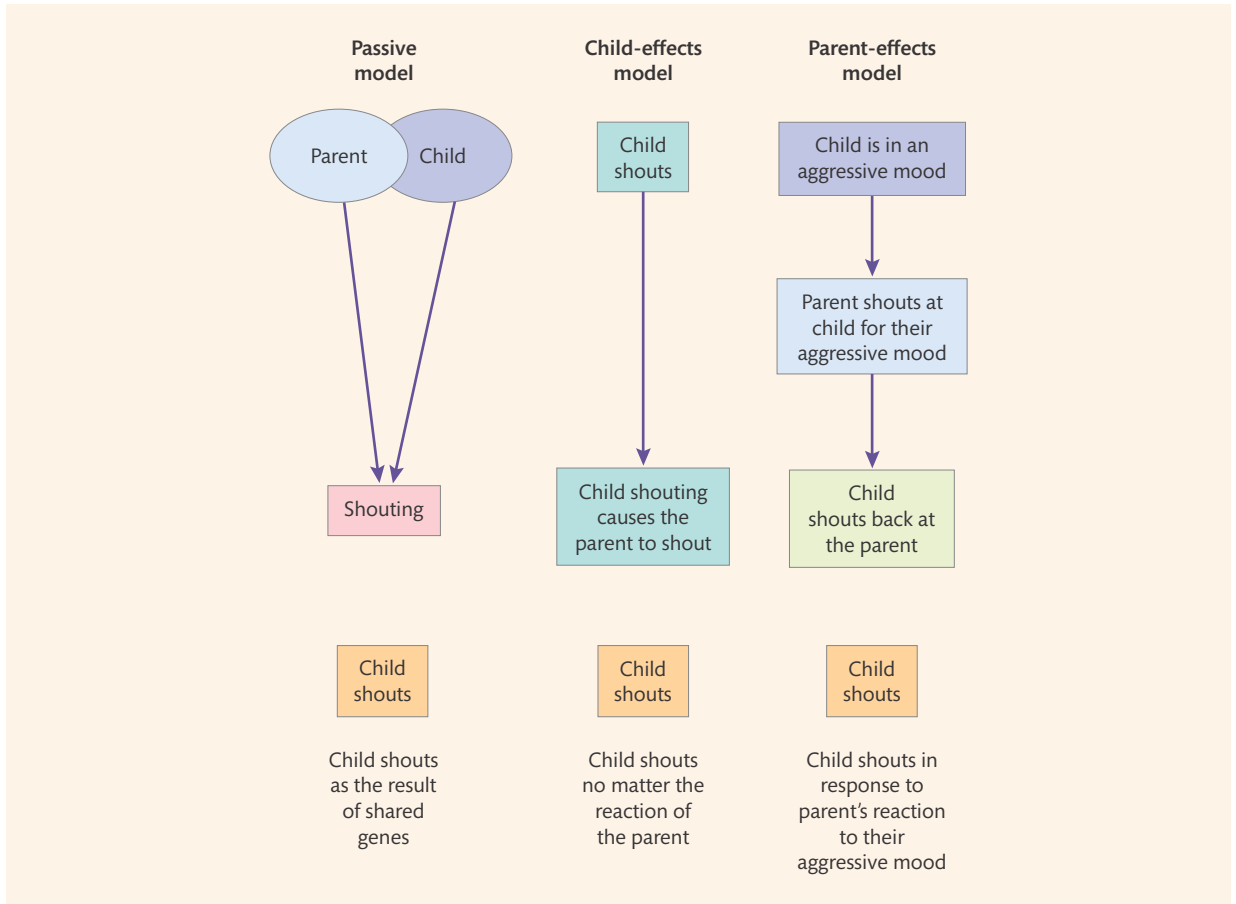 Passive
model
Parent
Child
Shouting
Child
shouts
Child shouts
as the result
of shared
genes
Child-effects
model
Child
shouts
Child shouting
causes the
parent to shout
Child
shouts
Child shouts
no matter the
reaction of
the parent
Parent-effects
model
Child is in an
aggressive mood
Parent shouts at
child for their
aggressive mood
Child
shouts back at
the parent
Child
shouts
Child shouts in
response to
parent’s reaction
to their
aggressive mood